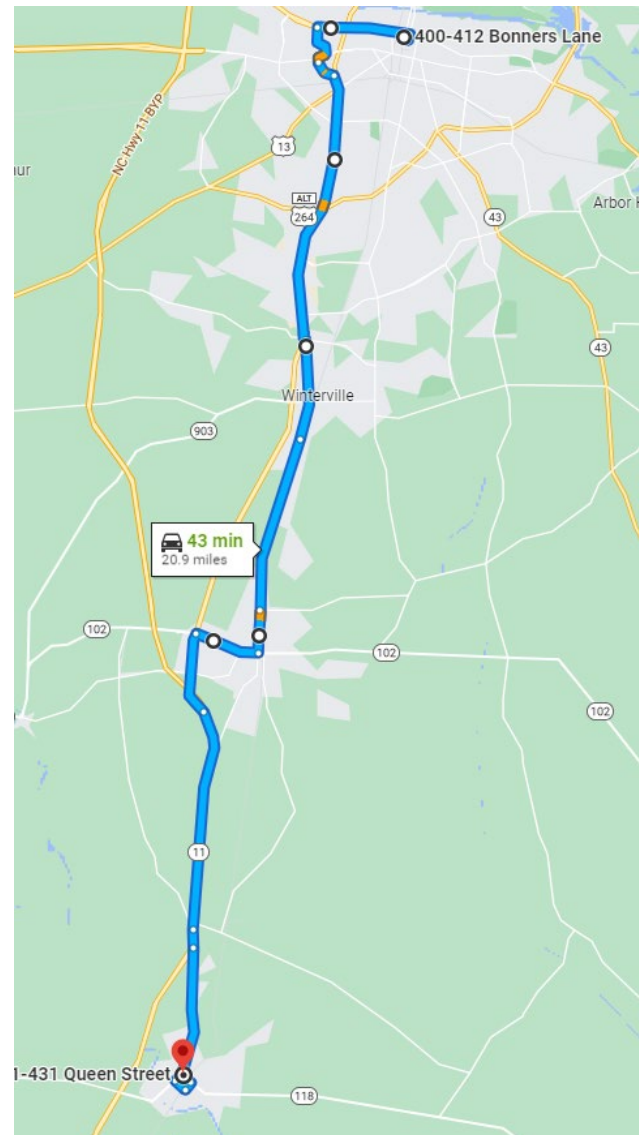 400-412 Bonners Lane
NC Hwy 11 BYP
13
ALT
264
43
43
Winterville
903
43 min
20.9 miles
102
102
102
11
1-431 Queen Street
118